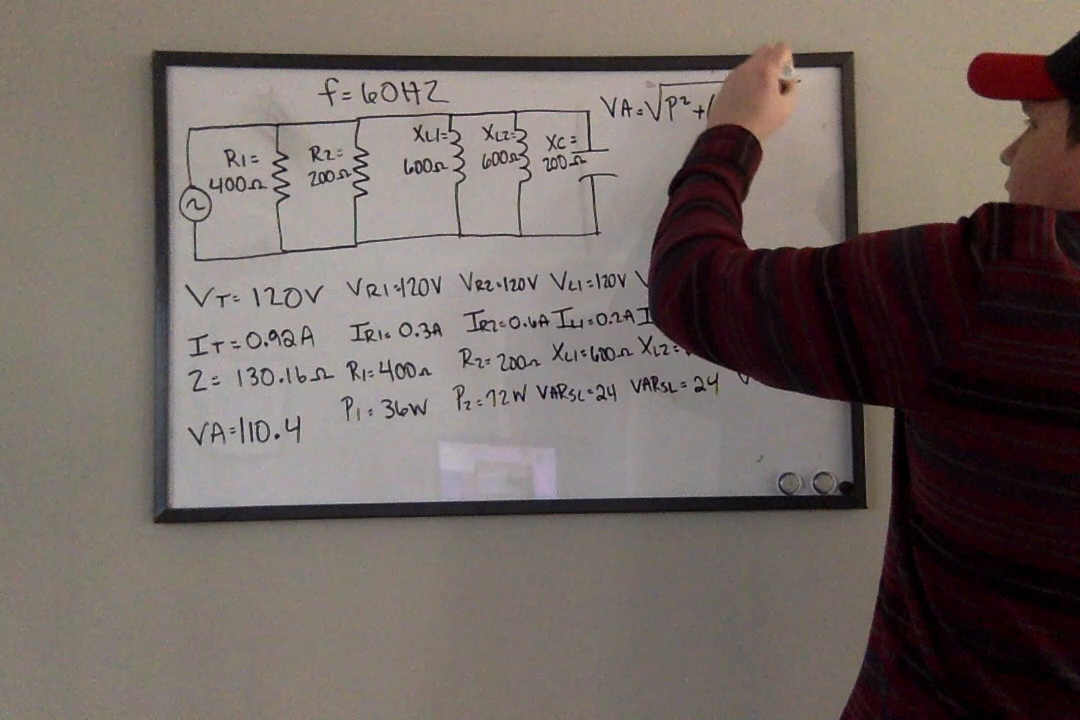 f=60HZ
VA=√P²+(
R1=
400Ω
R2=
200Ω
XL1=
600Ω
XL2=
600Ω
XC=
200Ω
VT=120V VR1=120V VR2=120V VL1=120V
IT=0.92A IR1=0.3A IR2=0.6A IL1=0.2A I
Z=130.16Ω R1=400Ω R2=200Ω XL1=600Ω XL2=
VA=110.4 P1=36W P2=72W VARSL=24 VARSL=24